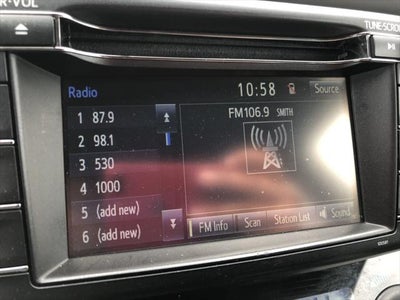 R·VOL
TUNE·SCRO
Radio 10:58 Source
1 87.9
FM106.9 SMITH
2 98.1
3 530
4 1000
5 (add new)
6 (add new)
FM Info Scan Station List Sound